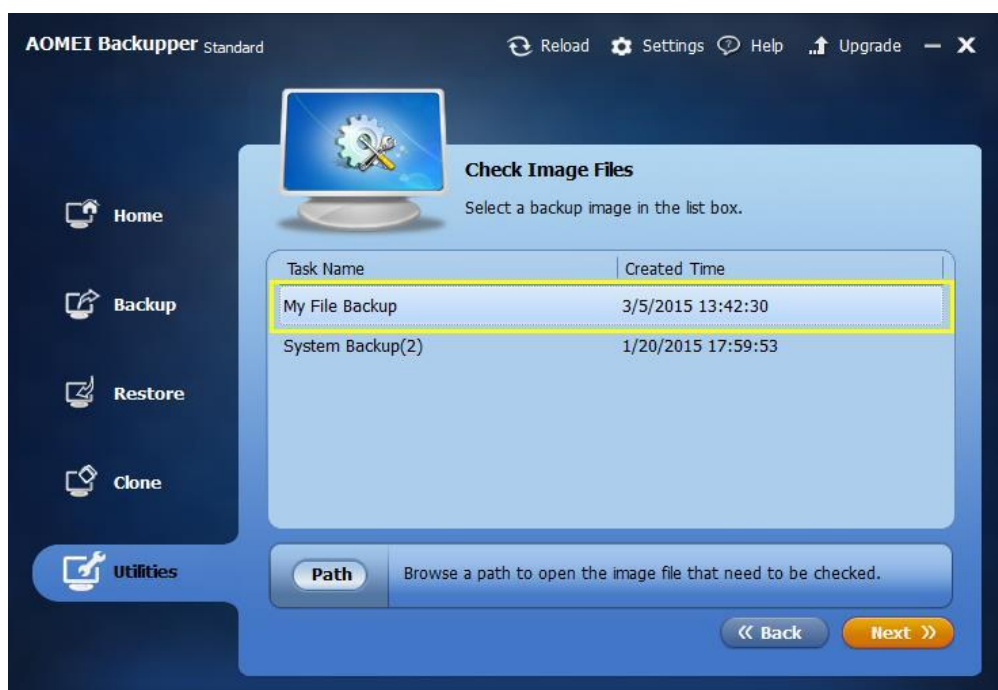 AOMEI Backupper Standard
Reload Settings Help Upgrade
Check Image Files
Select a backup image in the list box.
Home
Backup
Restore
Clone
Utilities
Task Name Created Time
My File Backup 3/5/2015 13:42:30
System Backup(2) 1/20/2015 17:59:53
Path Browse a path to open the image file that need to be checked.
Back Next